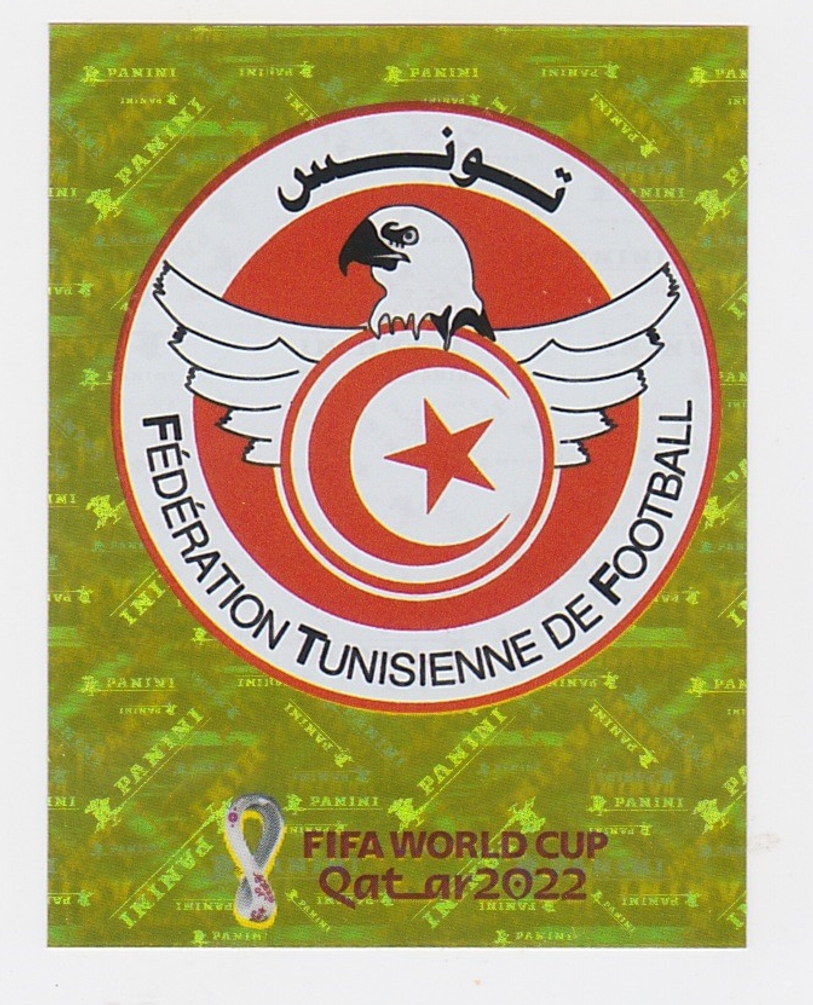 تونس
FÉDÉRATION TUNISIENNE DE FOOTBALL
PANINI
FIFA WORLD CUP
Qatar2022